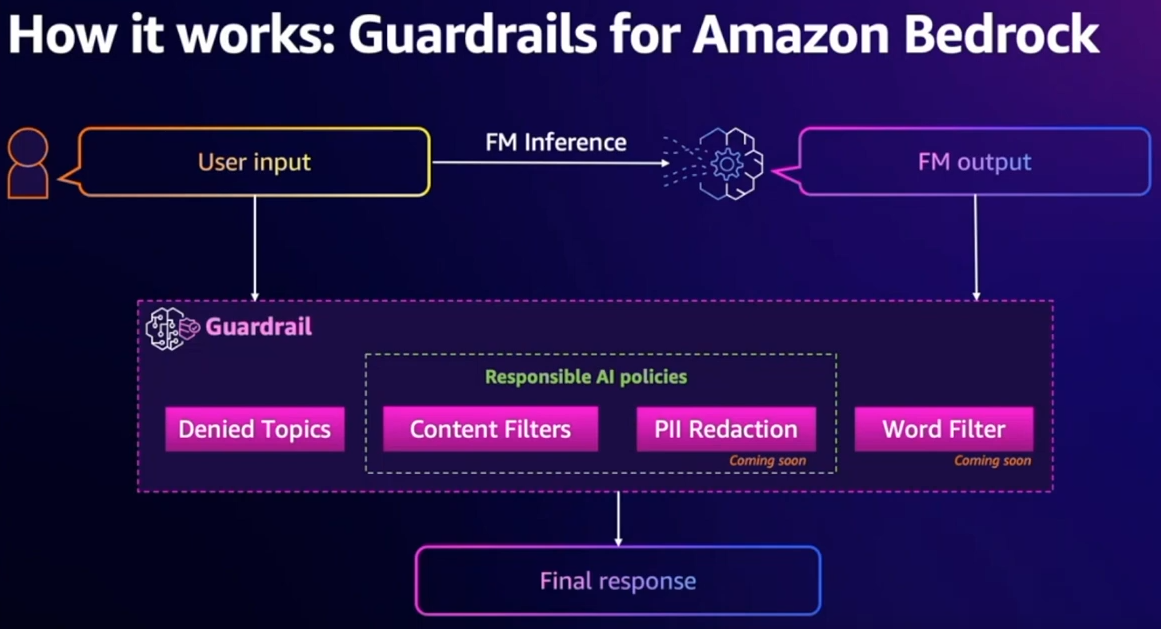 How it works: Guardrails for Amazon Bedrock
User input
FM Inference
FM output
Guardrail
Responsible AI policies
Denied Topics
Content Filters
PII Redaction
Word Filter
Coming soon
Coming soon
Final response